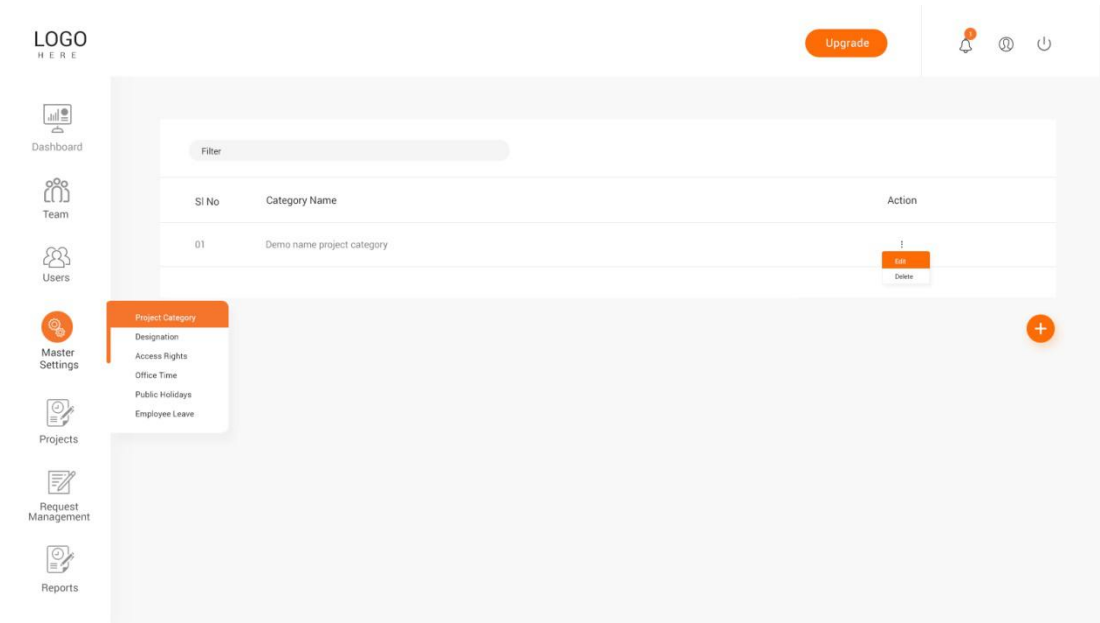 LOGO
HERE
Upgrade
1
Dashboard
Team
Users
Master
Settings
Projects
Request
Management
Reports
Filter
Sl No Category Name Action
01 Demo name project category
Edit
Delete
Project Category
Designation
Access Rights
Office Time
Public Holidays
Employee Leave
+